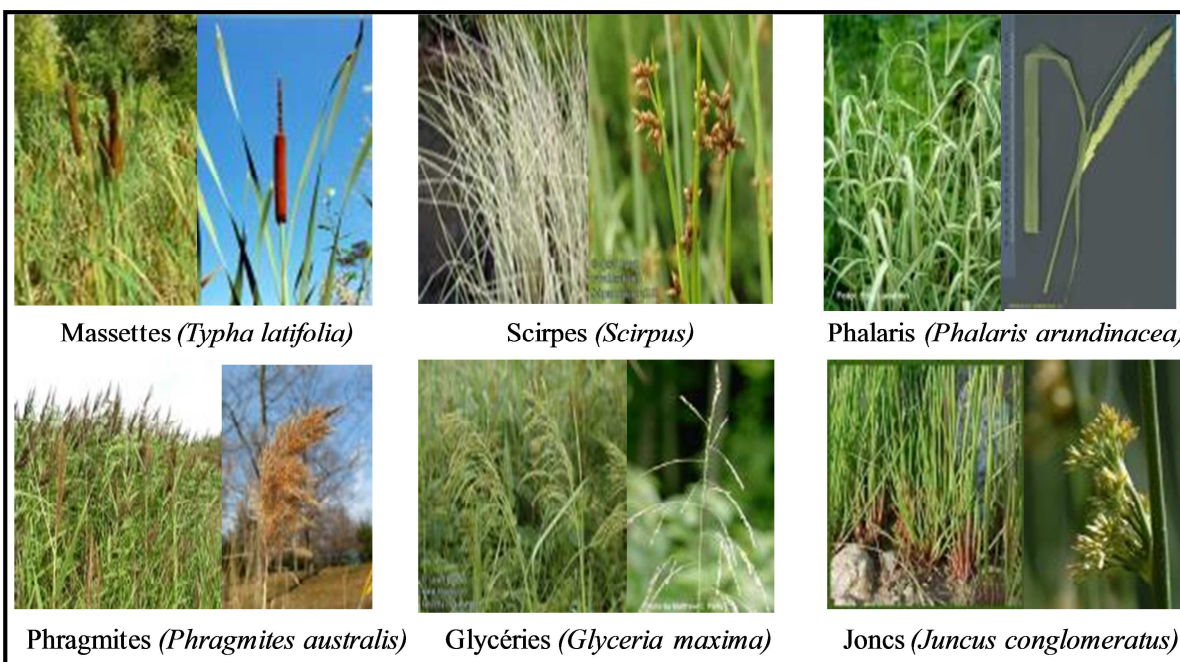 Massettes (Typha latifolia)
Scirpes (Scirpus)
Phalaris (Phalaris arundinacea)
Phragmites (Phragmites australis)
Glycéries (Glyceria maxima)
Joncs (Juncus conglomeratus)